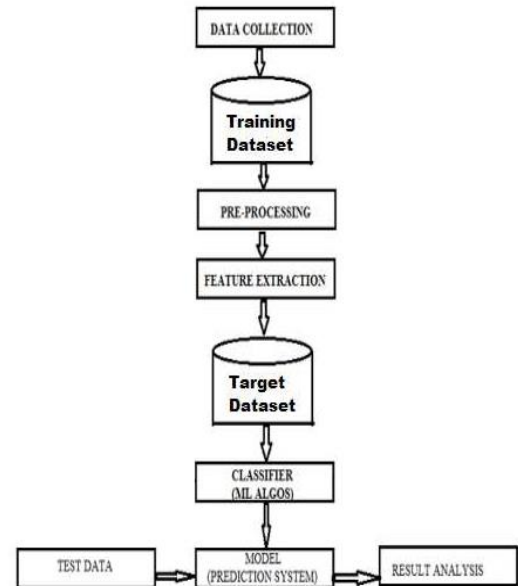 DATA COLLECTION
Training
Dataset
PRE-PROCESSING
FEATURE EXTRACTION
Target
Dataset
CLASSIFIER
(ML ALGOS)
TEST DATA
MODEL
(PREDICTION SYSTEM)
RESULT ANALYSIS